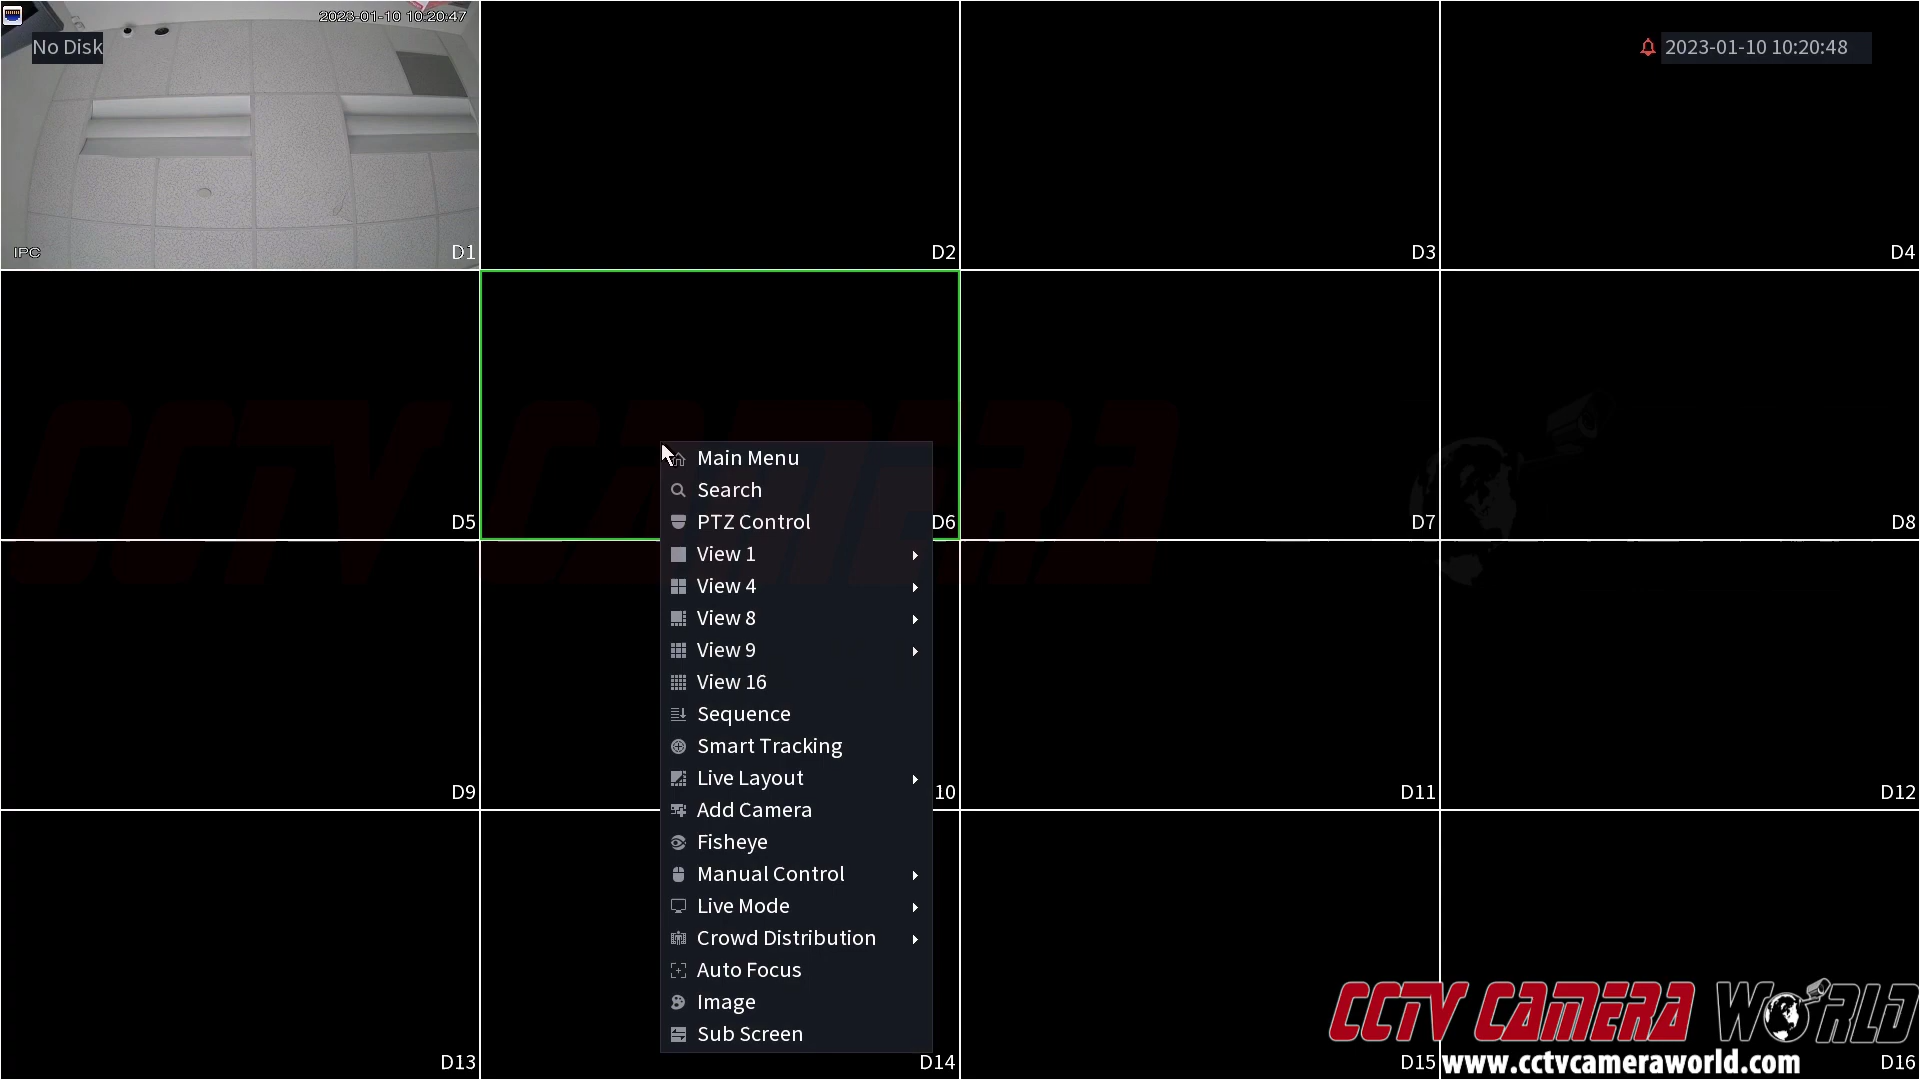 2023-01-10 10:20:47
No Disk
2023-01-10 10:20:48
IPC
D1
D2
D3
D4
CCTV CAMERA
D5
D6
D7
D8
Main Menu
Search
PTZ Control
View 1
View 4
View 8
View 9
View 16
Sequence
Smart Tracking
Live Layout
Add Camera
Fisheye
Manual Control
Live Mode
Crowd Distribution
Auto Focus
Image
Sub Screen
D9
10
D11
D12
D13
D14
D15
D16
CCTV CAMERA WORLD
www.cctvcameraworld.com